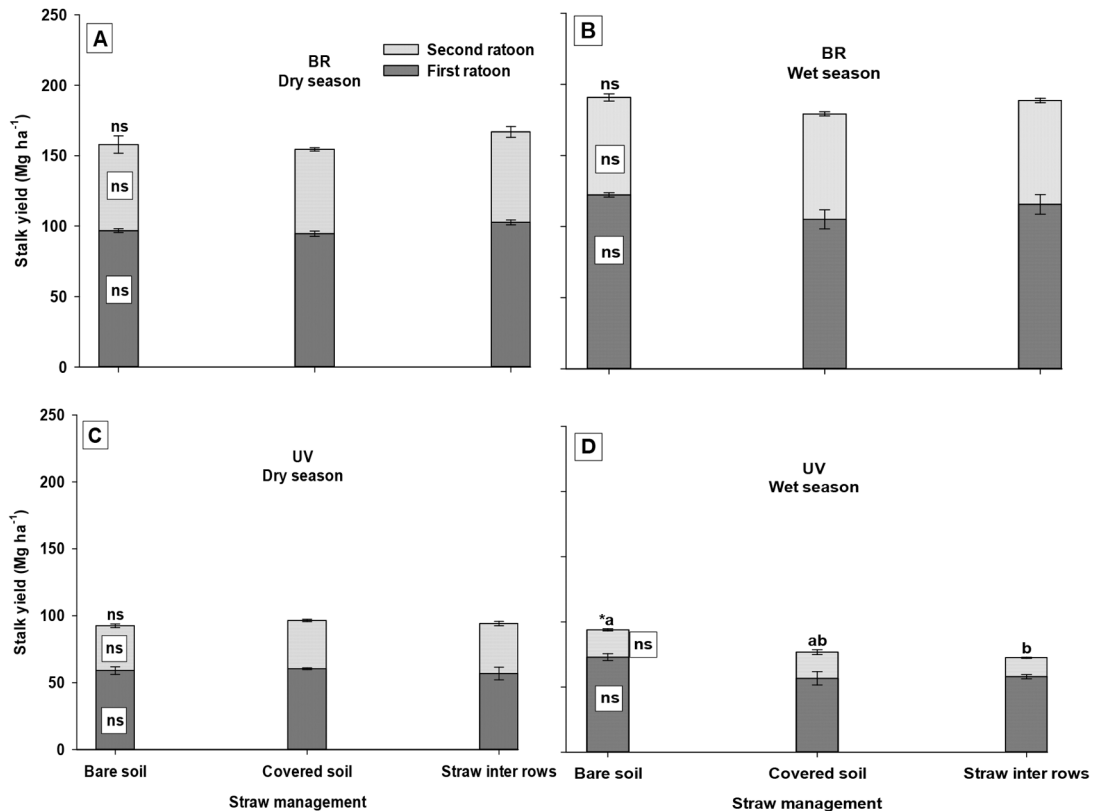 250
200
150
100
50
0
Stalk yield (Mg ha⁻¹)
A
BR
Dry season
Second ratoon
First ratoon
ns
ns
ns
B
BR
Wet season
ns
ns
ns
250
200
150
100
50
0
Stalk yield (Mg ha⁻¹)
C
UV
Dry season
ns
ns
ns
Bare soil
Covered soil
Straw inter rows
Straw management
D
UV
Wet season
*a
ab
b
ns
ns
Bare soil
Covered soil
Straw inter rows
Straw management